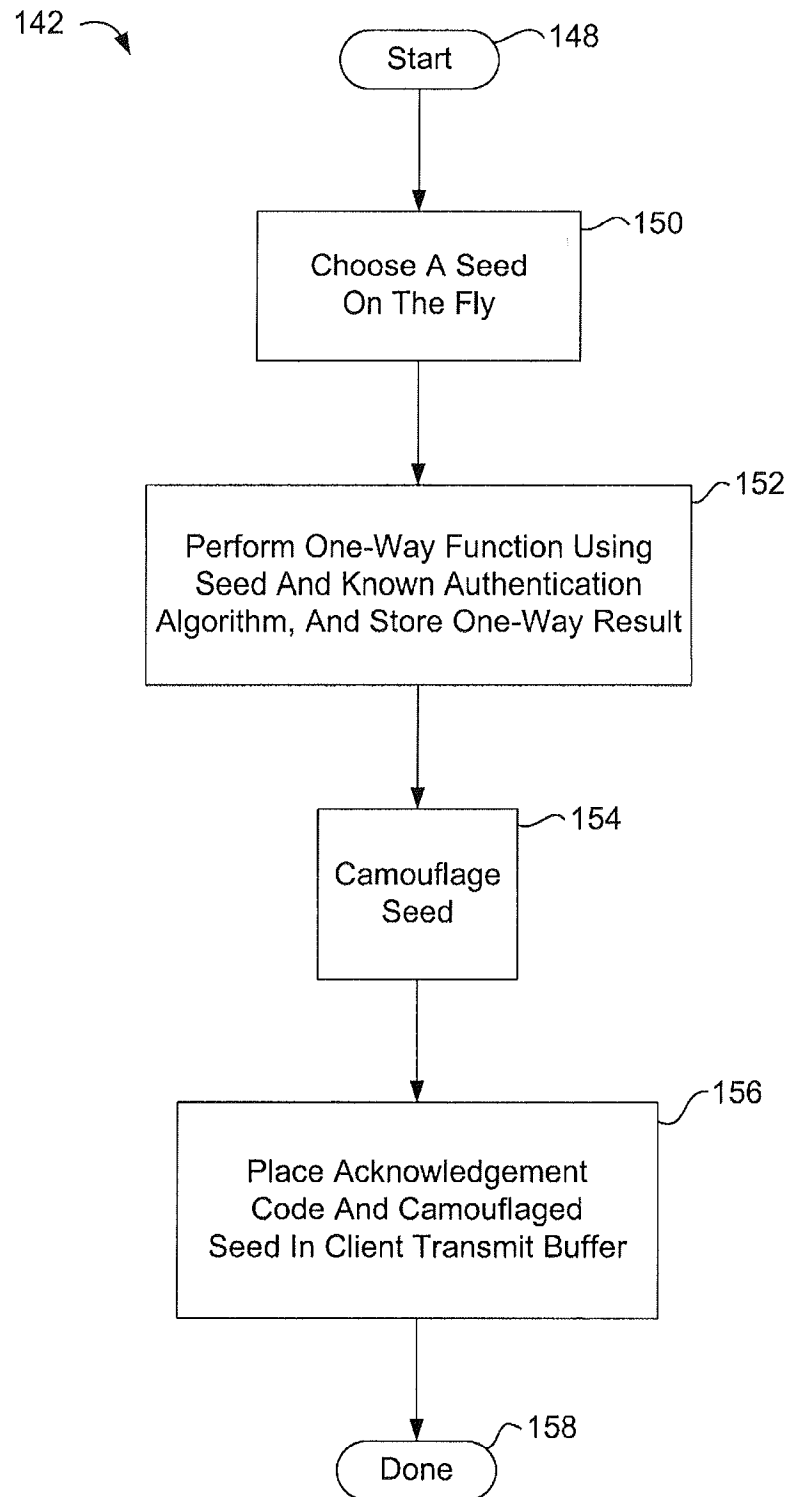 142
Start
148
150
Choose A Seed
On The Fly
152
Perform One-Way Function Using
Seed And Known Authentication
Algorithm, And Store One-Way Result
154
Camouflage
Seed
156
Place Acknowledgement
Code And Camouflaged
Seed In Client Transmit Buffer
158
Done